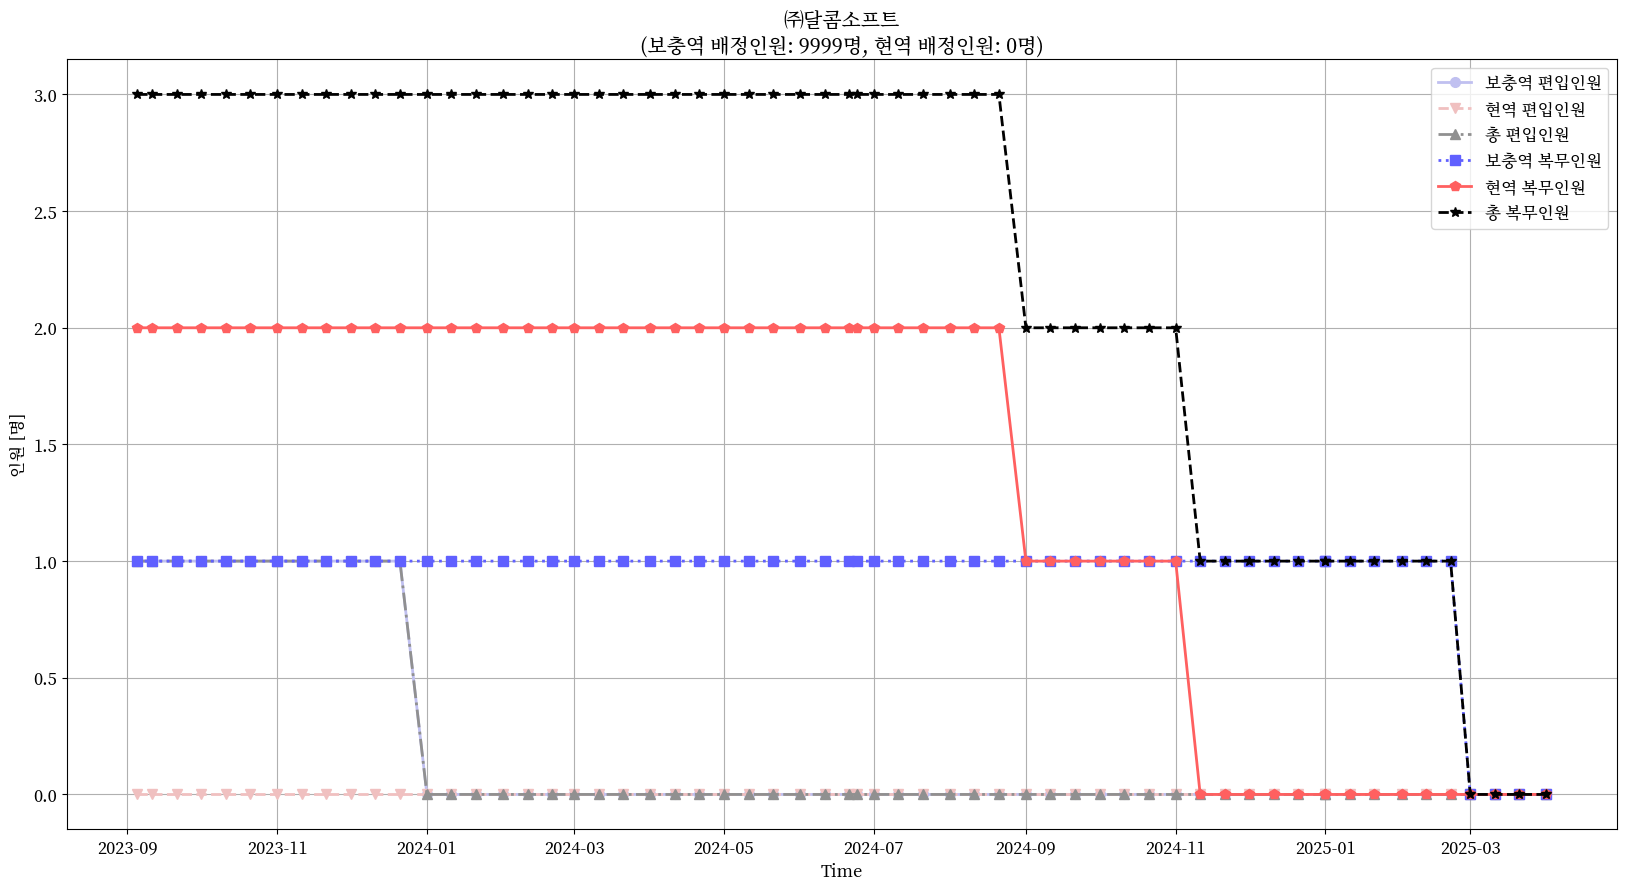 ㈜달콤소프트
(보충역 배정인원: 9999명, 현역 배정인원: 0명)
보충역 편입인원
현역 편입인원
총 편입인원
보충역 복무인원
현역 복무인원
총 복무인원
인원 [명]
3.0
2.5
2.0
1.5
1.0
0.5
0.0
2023-09
2023-11
2024-01
2024-03
2024-05
2024-07
2024-09
2024-11
2025-01
2025-03
Time